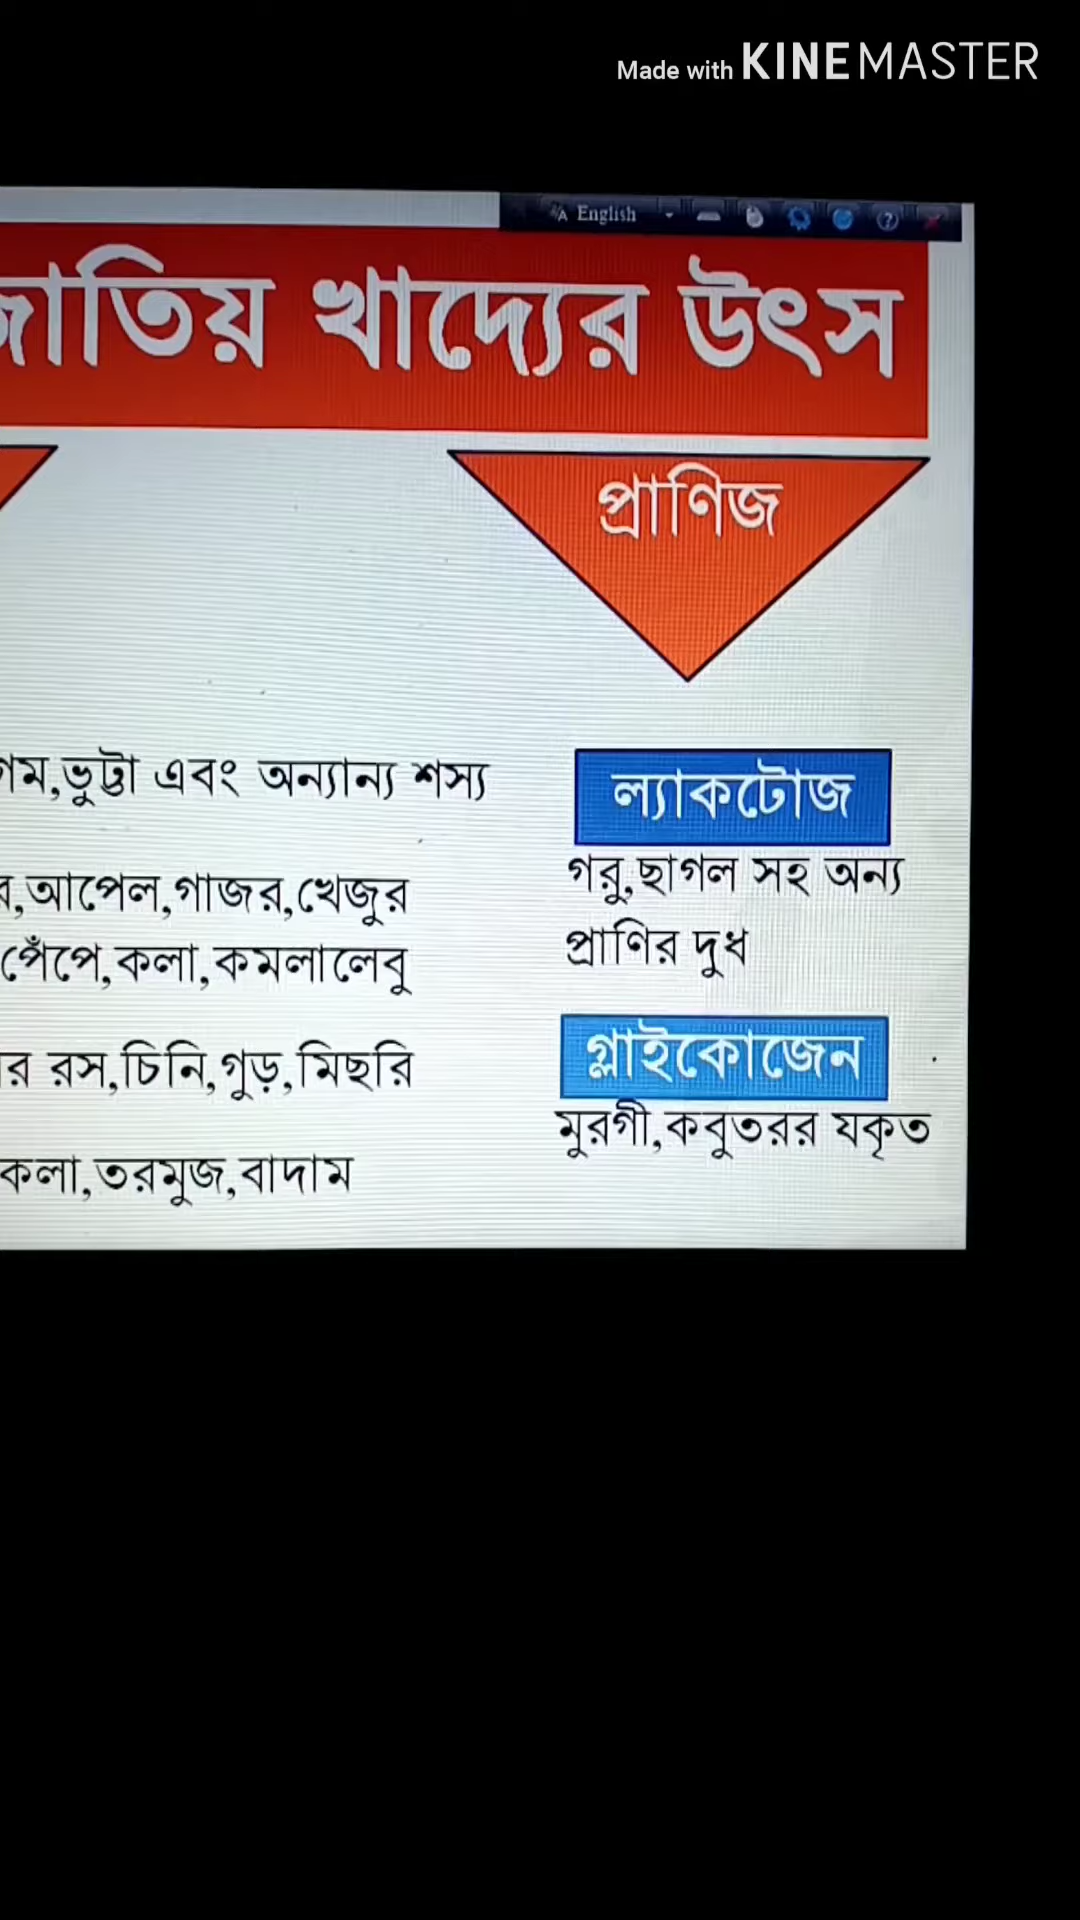 Made with KINEMASTER
English
জাতিয় খাদ্যের উৎস
প্রাণিজ
গম,ভুট্টা এবং অন্যান্য শস্য
ল্যাকটোজ
গরু,ছাগল সহ অন্য
প্রাণির দুধ
আপেল,গাজর,খেজুর
পেঁপে,কলা,কমলালেবু
গ্লাইকোজেন
রস,চিনি,গুড়,মিছরি
মুরগী,কবুতরর যকৃত
কলা,তরমুজ,বাদাম